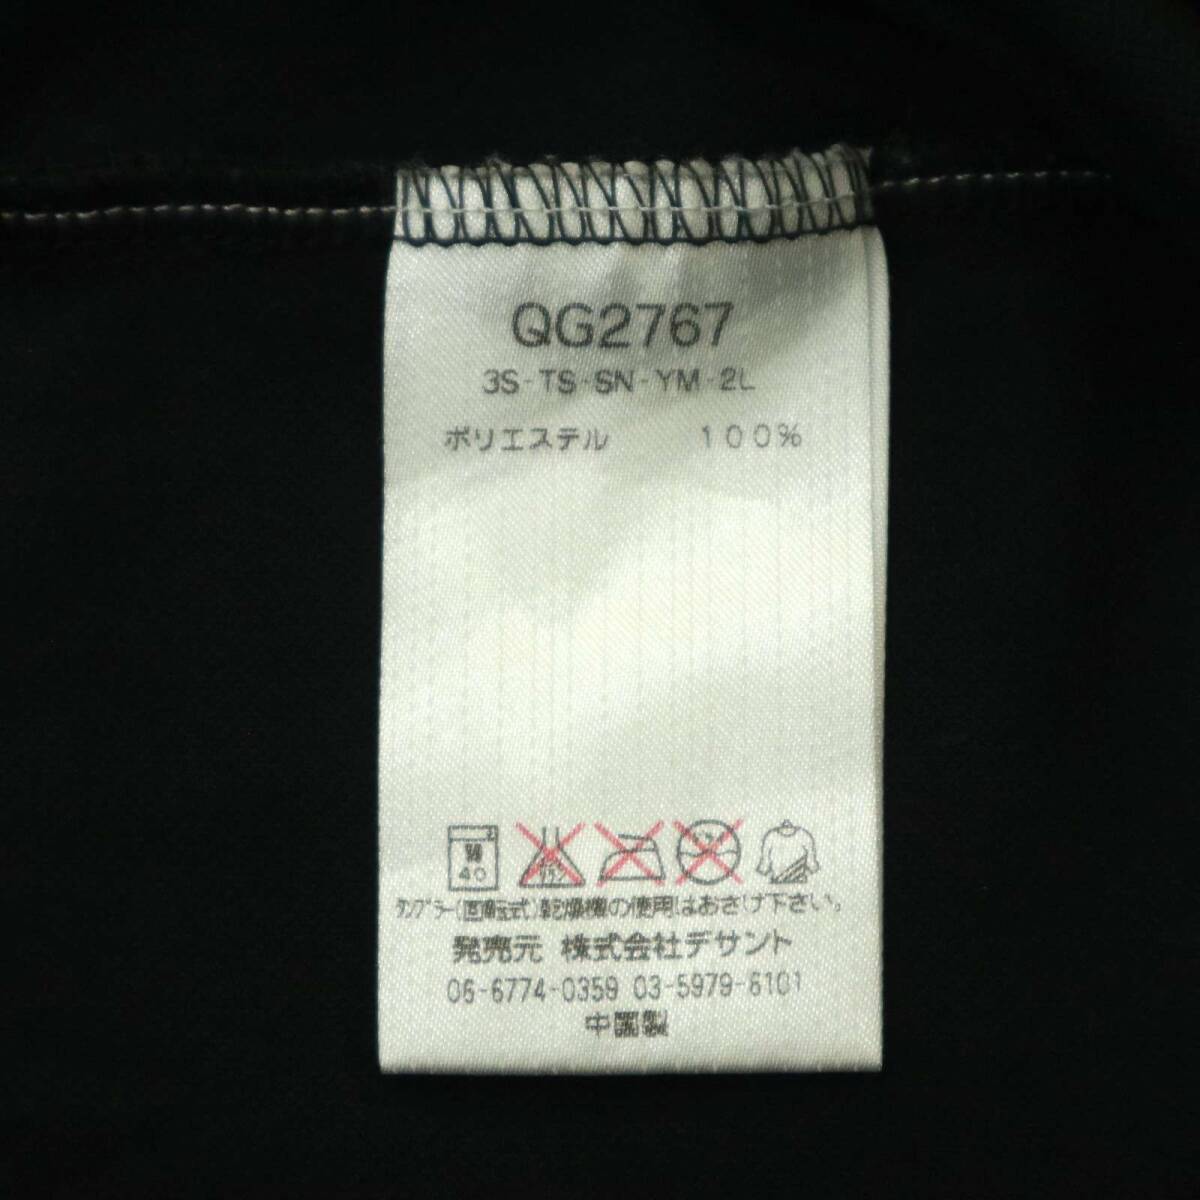 QG2767
3S-TS-SN-YM-2L
ポリエステル 100%
弱
40
タンブラー(回転式)乾燥機の使用はおさけ下さい。
発売元 株式会社デサント
06-6774-0359 03-5979-6101
中国製